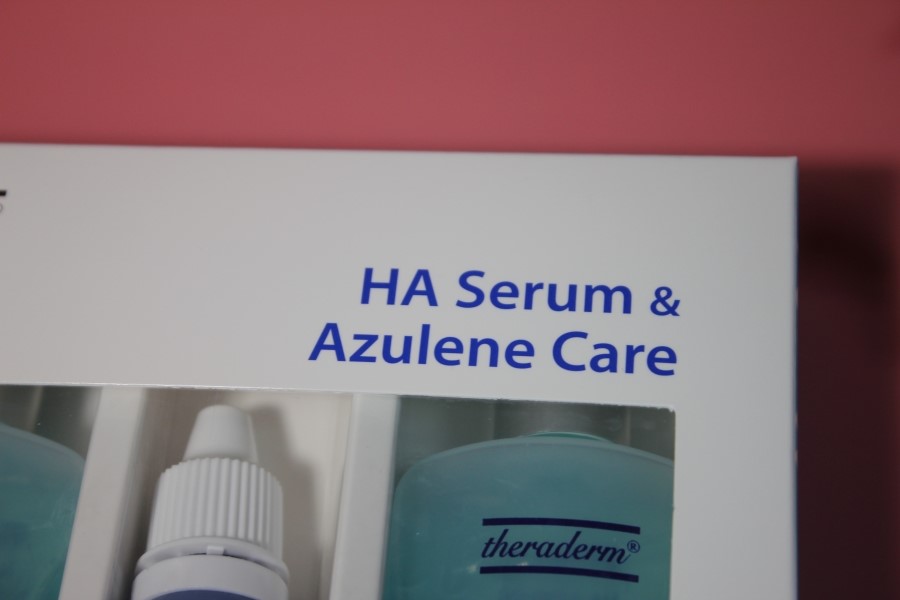 HA Serum &
Azulene Care
theraderm®